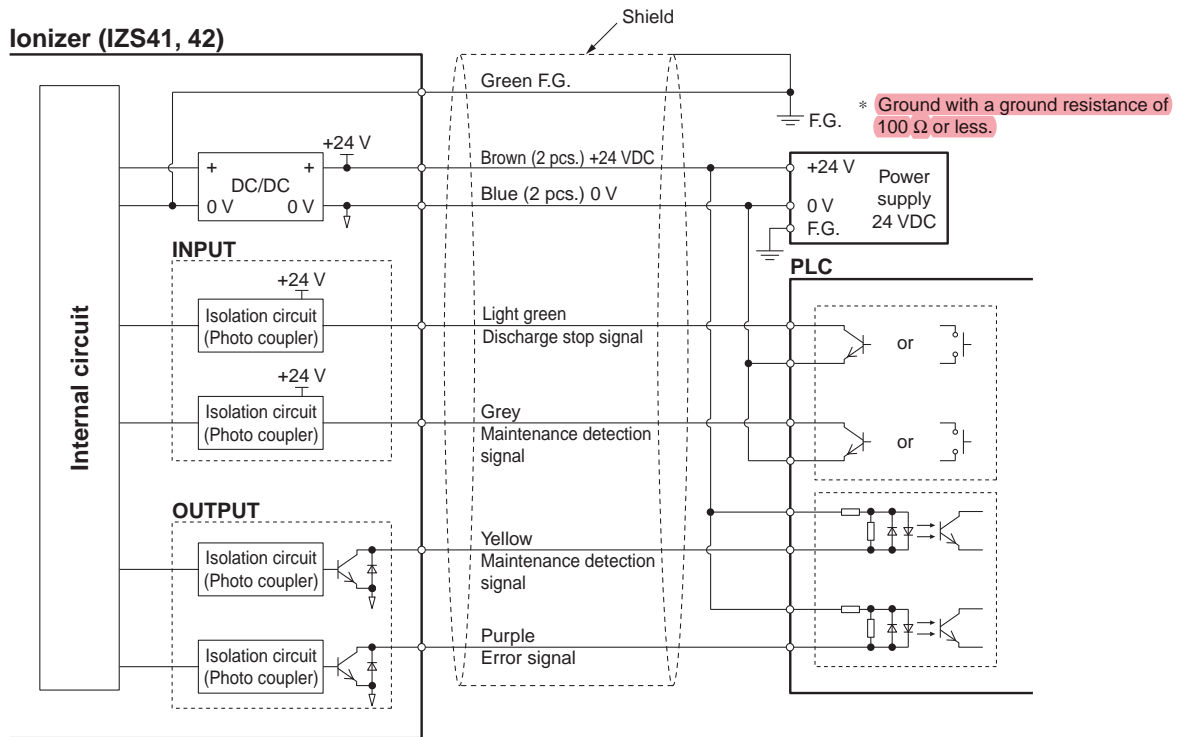 Shield
Ionizer (IZS41, 42)
Green F.G.
F.G.
* Ground with a ground resistance of
100 Ω or less.
+24 V
Brown (2 pcs.) +24 VDC
+ +
DC/DC
0 V 0 V
Blue (2 pcs.) 0 V
+24 V
0 V
F.G.
Power
supply
24 VDC
INPUT
PLC
+24 V
Isolation circuit
(Photo coupler)
Light green
Discharge stop signal
or
+24 V
Isolation circuit
(Photo coupler)
Grey
Maintenance detection
signal
or
Internal circuit
OUTPUT
Isolation circuit
(Photo coupler)
Yellow
Maintenance detection
signal
Isolation circuit
(Photo coupler)
Purple
Error signal